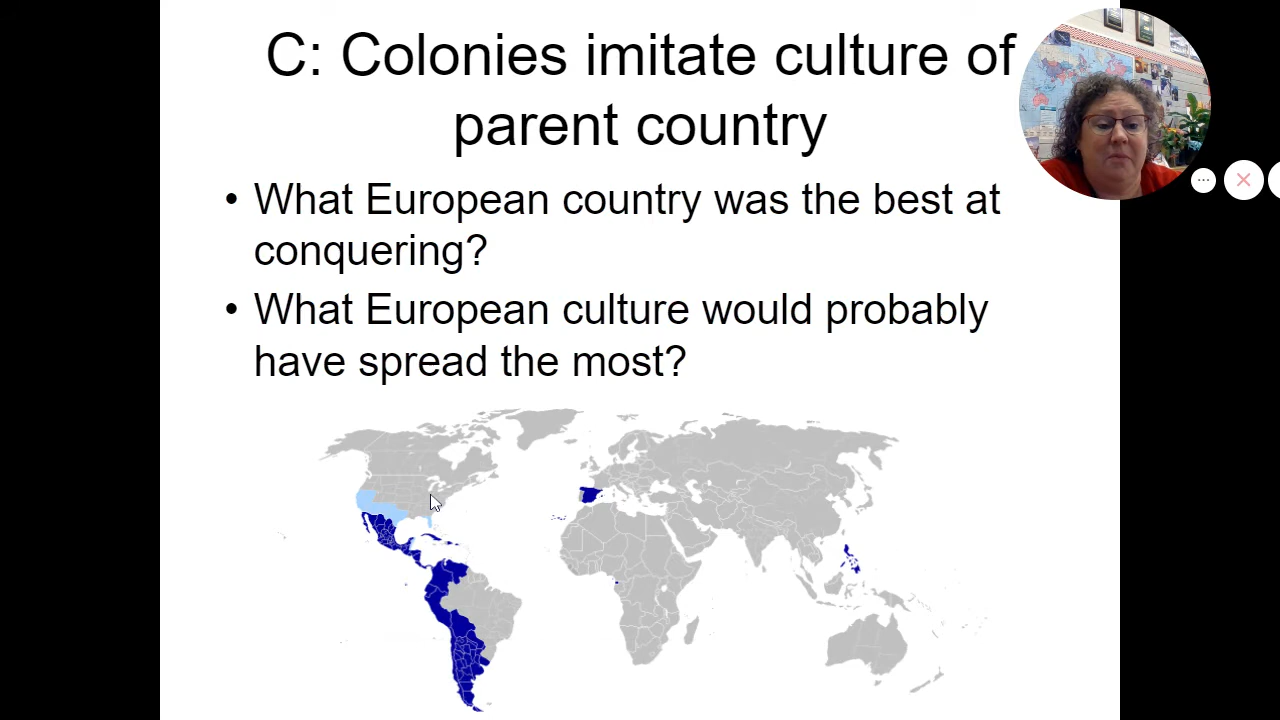 C: Colonies imitate culture of
parent country
• What European country was the best at
conquering?
• What European culture would probably
have spread the most?